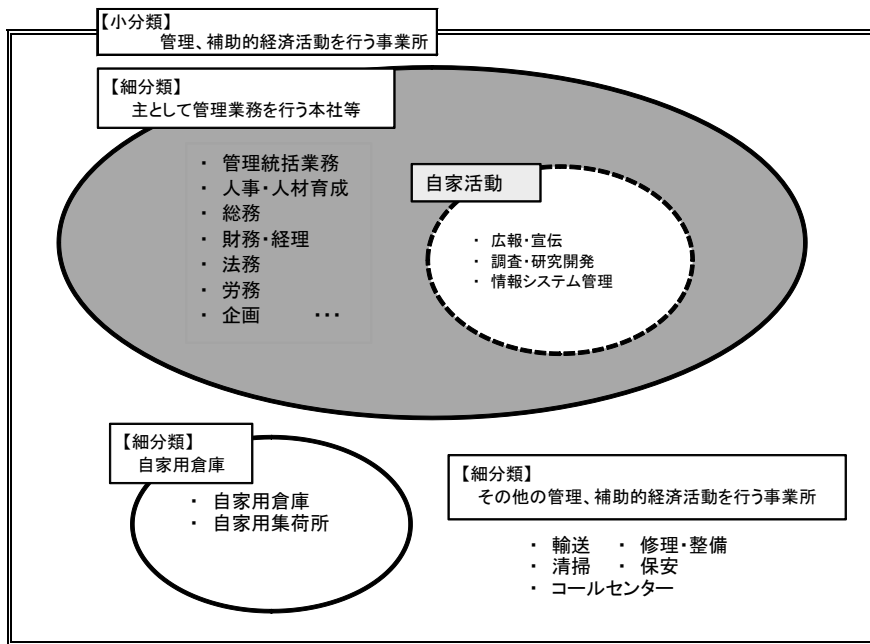 【小分類】
管理、補助的経済活動を行う事業所
【細分類】
主として管理業務を行う本社等
・ 管理統括業務
・ 人事・人材育成
・ 総務
・ 財務・経理
・ 法務
・ 労務
・ 企画 ・・・
自家活動
・ 広報・宣伝
・ 調査・研究開発
・ 情報システム管理
【細分類】
自家用倉庫
・ 自家用倉庫
・ 自家用集荷所
【細分類】
その他の管理、補助的経済活動を行う事業所
・ 輸送 ・ 修理・整備
・ 清掃 ・ 保安
・ コールセンター